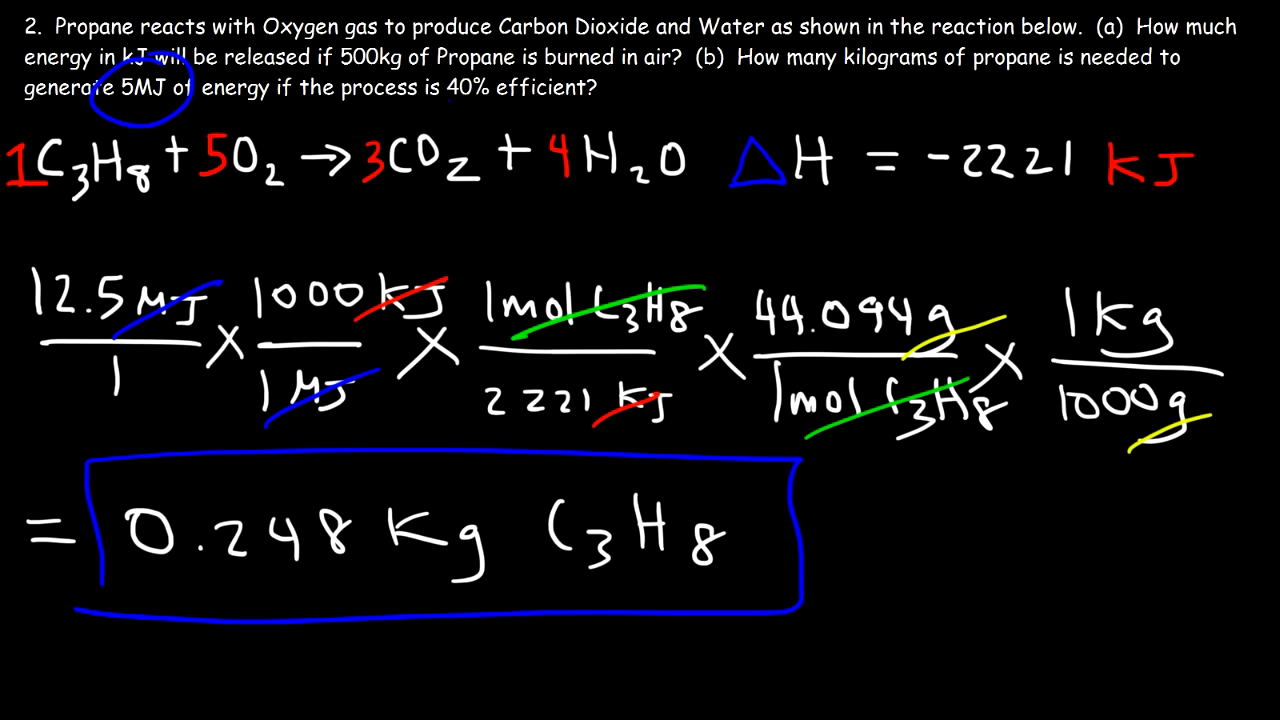 2. Propane reacts with Oxygen gas to produce Carbon Dioxide and Water as shown in the reaction below. (a) How much
energy in kJ will be released if 500kg of Propane is burned in air? (b) How many kilograms of propane is needed to
generate 5MJ of energy if the process is 40% efficient?
1C₃H₈ + 5O₂ → 3CO₂ + 4H₂O ΔH = -2221 KJ
12.5 MJ / 1 × 1000 KJ / 1 MJ × 1 mol C₃H₈ / 2221 KJ × 44.094g / 1 mol C₃H₈ × 1 Kg / 1000g
= 0.248 Kg C₃H₈